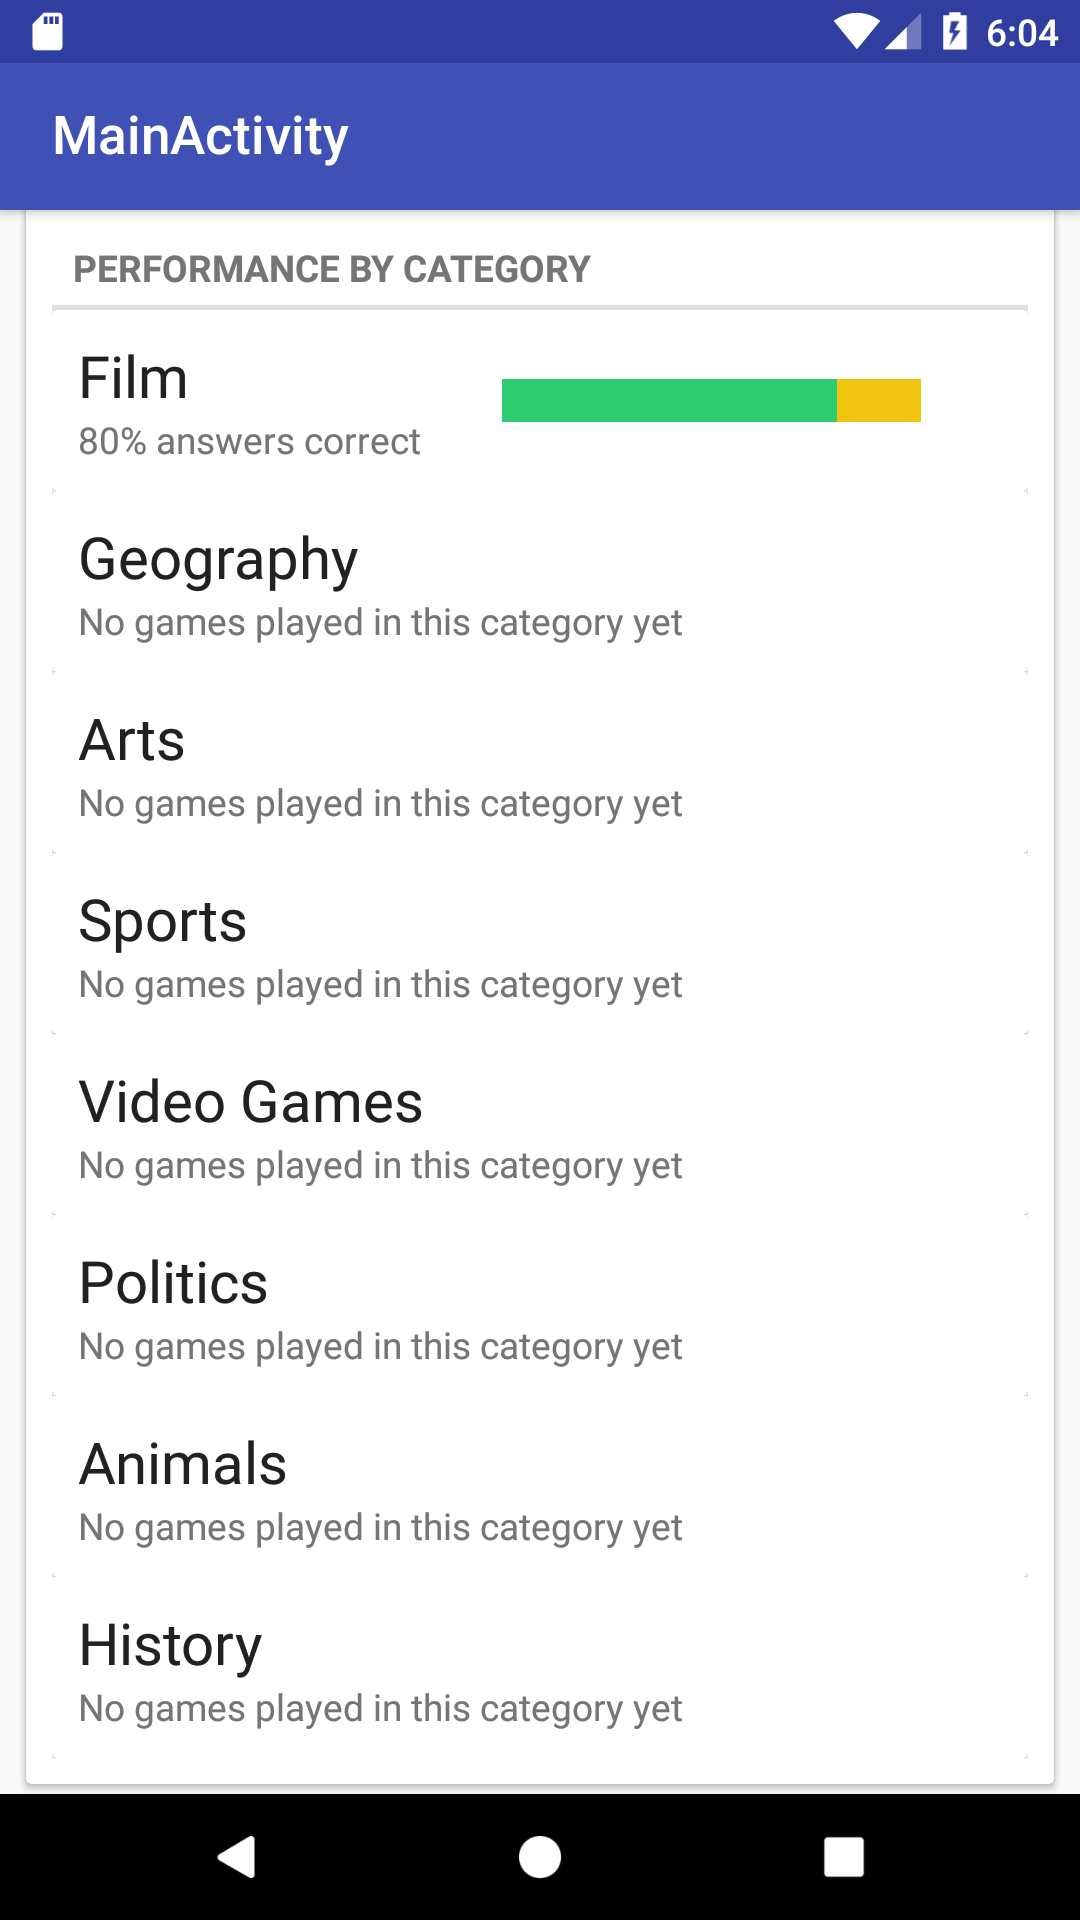 6:04
MainActivity
PERFORMANCE BY CATEGORY
Film
80% answers correct
Geography
No games played in this category yet
Arts
No games played in this category yet
Sports
No games played in this category yet
Video Games
No games played in this category yet
Politics
No games played in this category yet
Animals
No games played in this category yet
History
No games played in this category yet